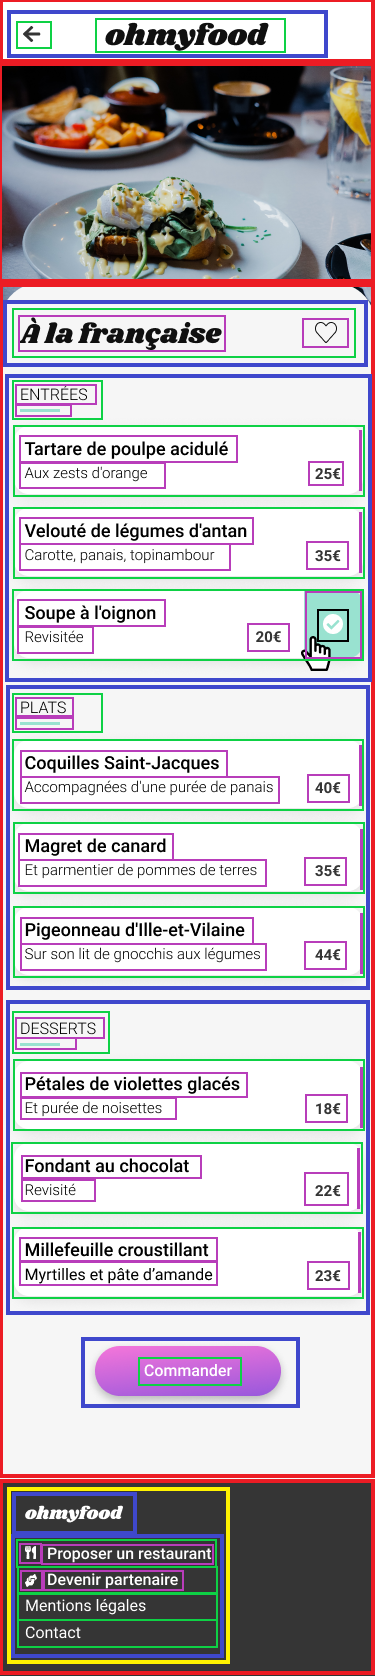 ohmyfood
À la française
ENTRÉES
Tartare de poulpe acidulé
Aux zests d'orange
25€
Velouté de légumes d'antan
Carotte, panais, topinambour
35€
Soupe à l'oignon
Revisitée
20€
PLATS
Coquilles Saint-Jacques
Accompagnées d'une purée de panais
40€
Magret de canard
Et parmentier de pommes de terres
35€
Pigeonneau d'Ille-et-Vilaine
Sur son lit de gnocchis aux légumes
44€
DESSERTS
Pétales de violettes glacés
Et purée de noisettes
18€
Fondant au chocolat
Revisité
22€
Millefeuille croustillant
Myrtilles et pâte d’amande
23€
Commander
ohmyfood
Proposer un restaurant
Devenir partenaire
Mentions légales
Contact